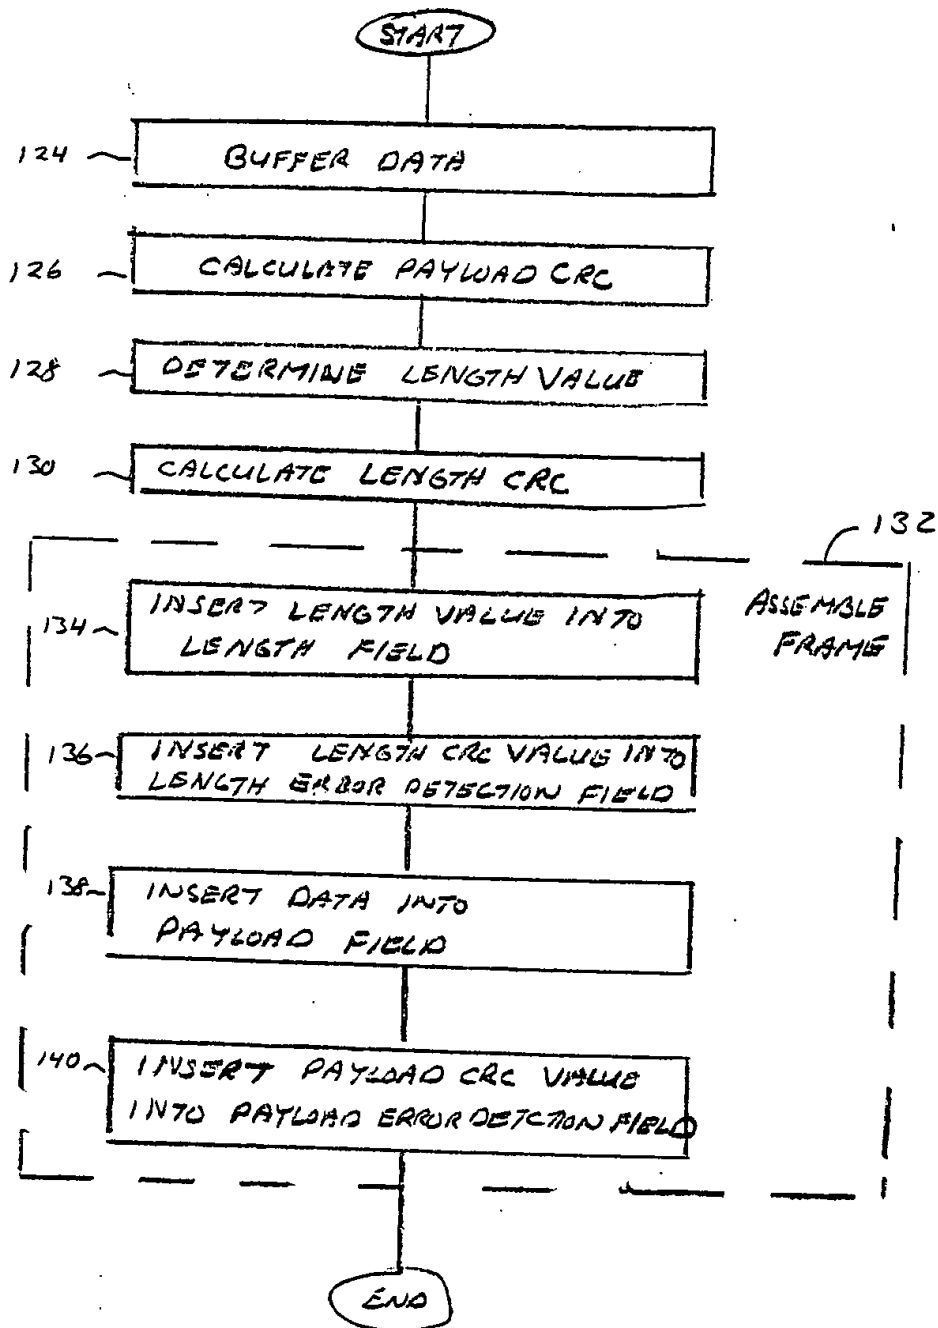 START
124
BUFFER DATA
126
CALCULATE PAYLOAD CRC
128
DETERMINE LENGTH VALUE
130
CALCULATE LENGTH CRC
132
ASSEMBLE
FRAME
134
INSERT LENGTH VALUE INTO
LENGTH FIELD
136
INSERT LENGTH CRC VALUE INTO
LENGTH ERROR DETECTION FIELD
138
INSERT DATA INTO
PAYLOAD FIELD
140
INSERT PAYLOAD CRC VALUE
INTO PAYLOAD ERROR DETCTION FIELD
END